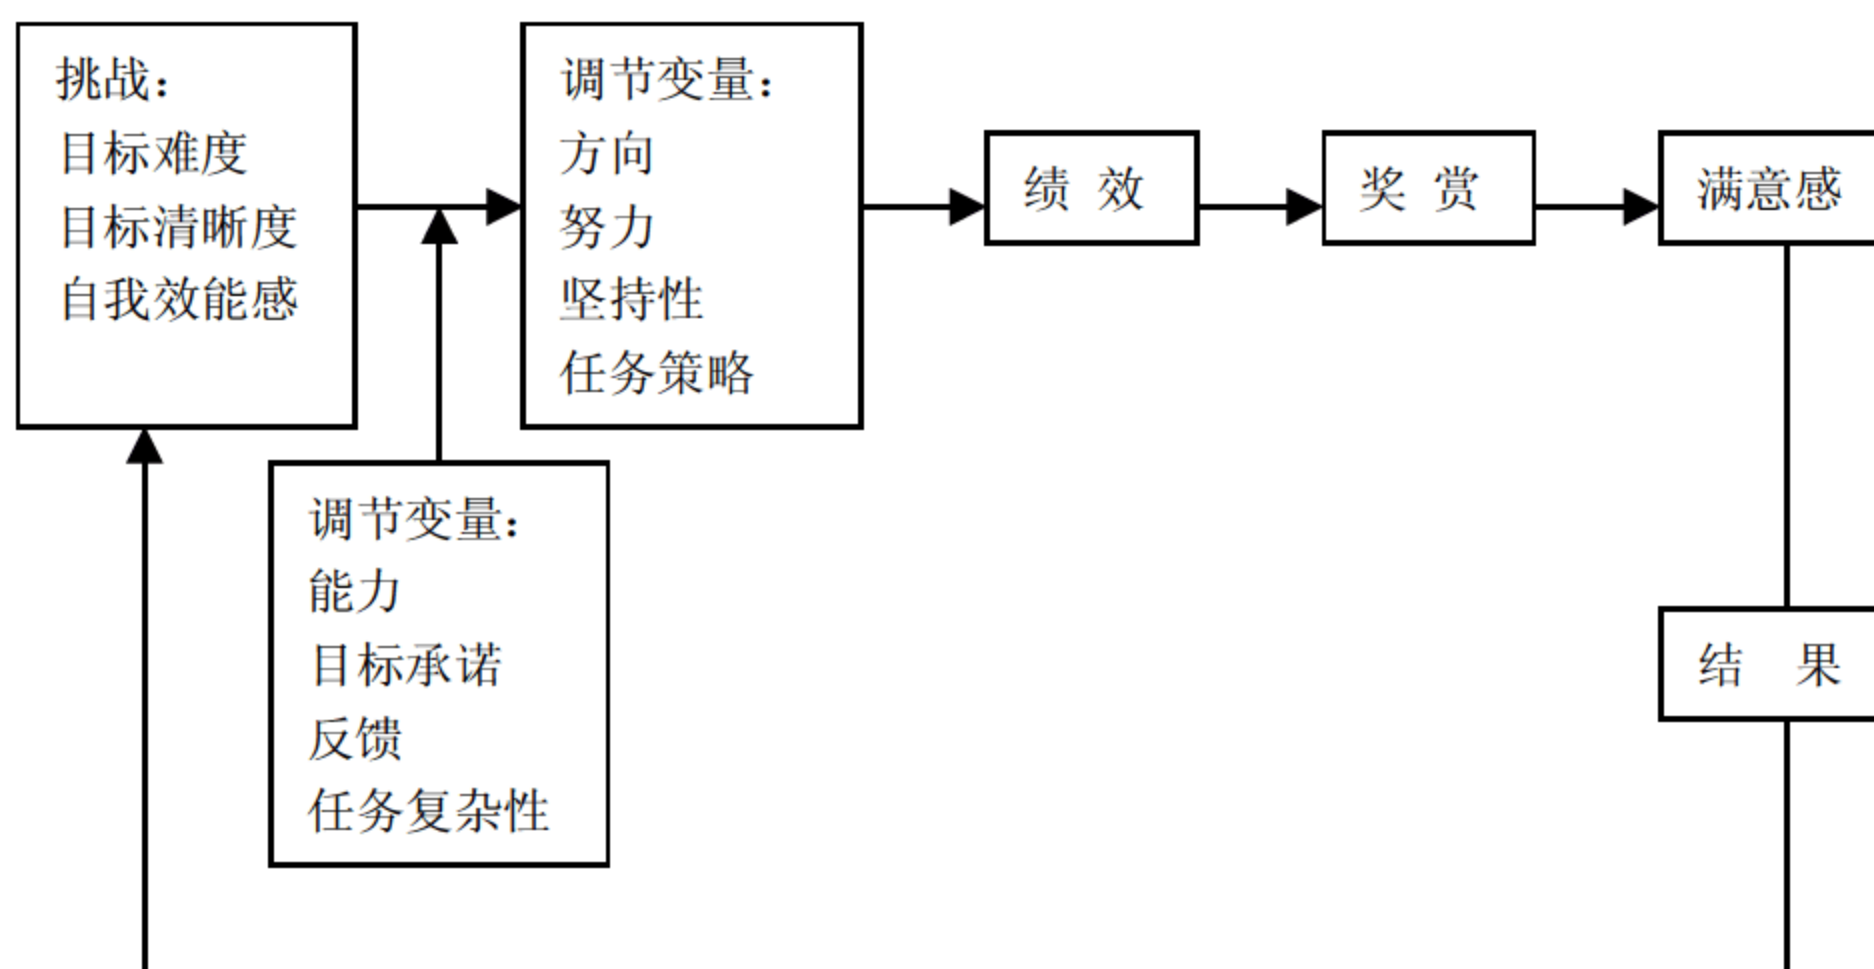 挑战：
目标难度
目标清晰度
自我效能感
调节变量：
方向
努力
坚持性
任务策略
绩 效
奖 赏
满意感
调节变量：
能力
目标承诺
反馈
任务复杂性
结 果